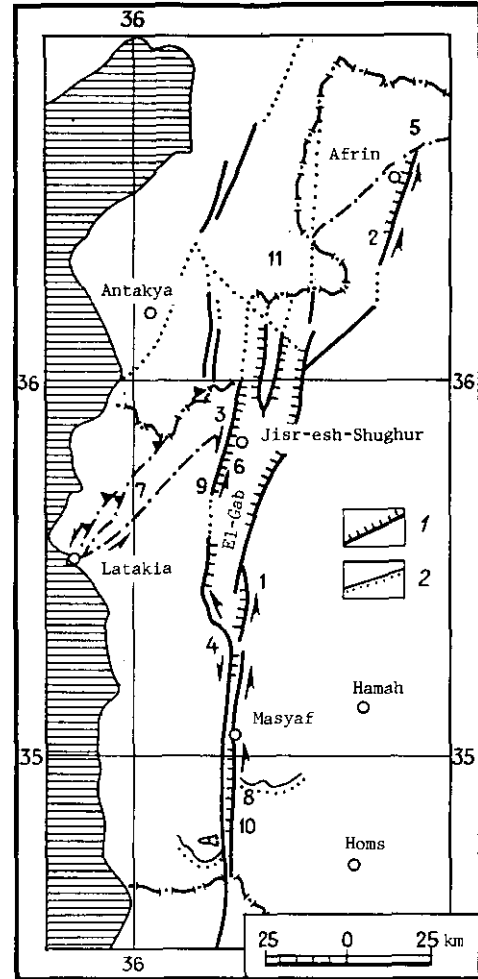 36
5
Afrin
2
11
Antakya
36
36
3
Jisr-esh-Shughur
6
9
7
El-Gab
1
2
Latakia
1
4
Hamah
Masyaf
35
35
8
10
A
Homs
25 0 25 km
36